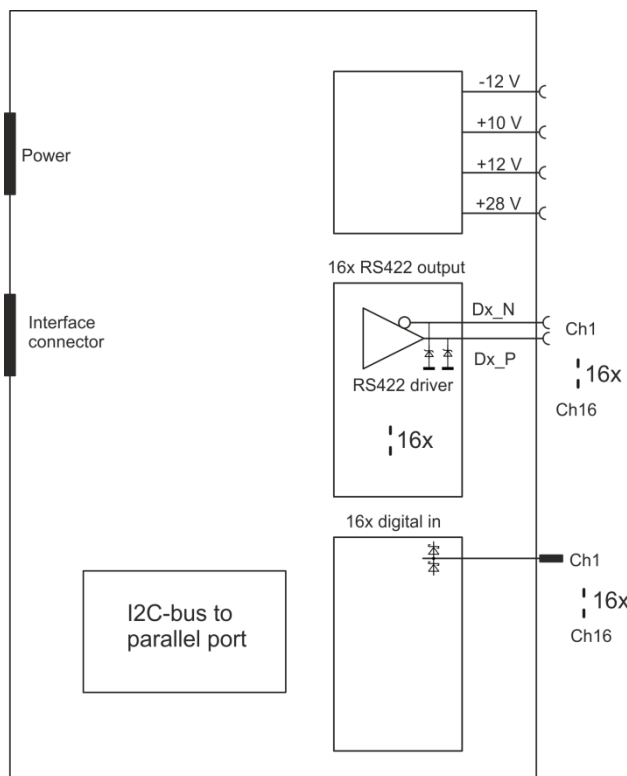 -12 V
+10 V
+12 V
+28 V
Power
16x RS422 output
Dx_N
Dx_P
RS422 driver
16x
Ch1
16x
Ch16
Interface
connector
16x digital in
Ch1
16x
Ch16
I2C-bus to
parallel port